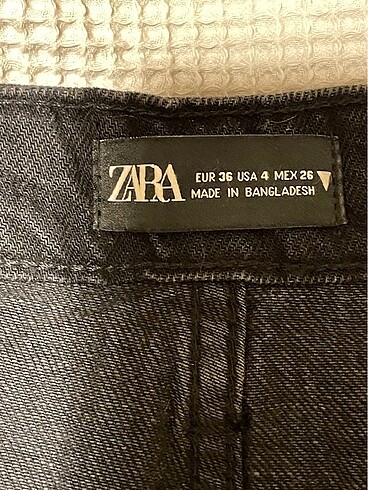 ZARA
EUR 36 USA 4 MEX 26
MADE IN BANGLADESH